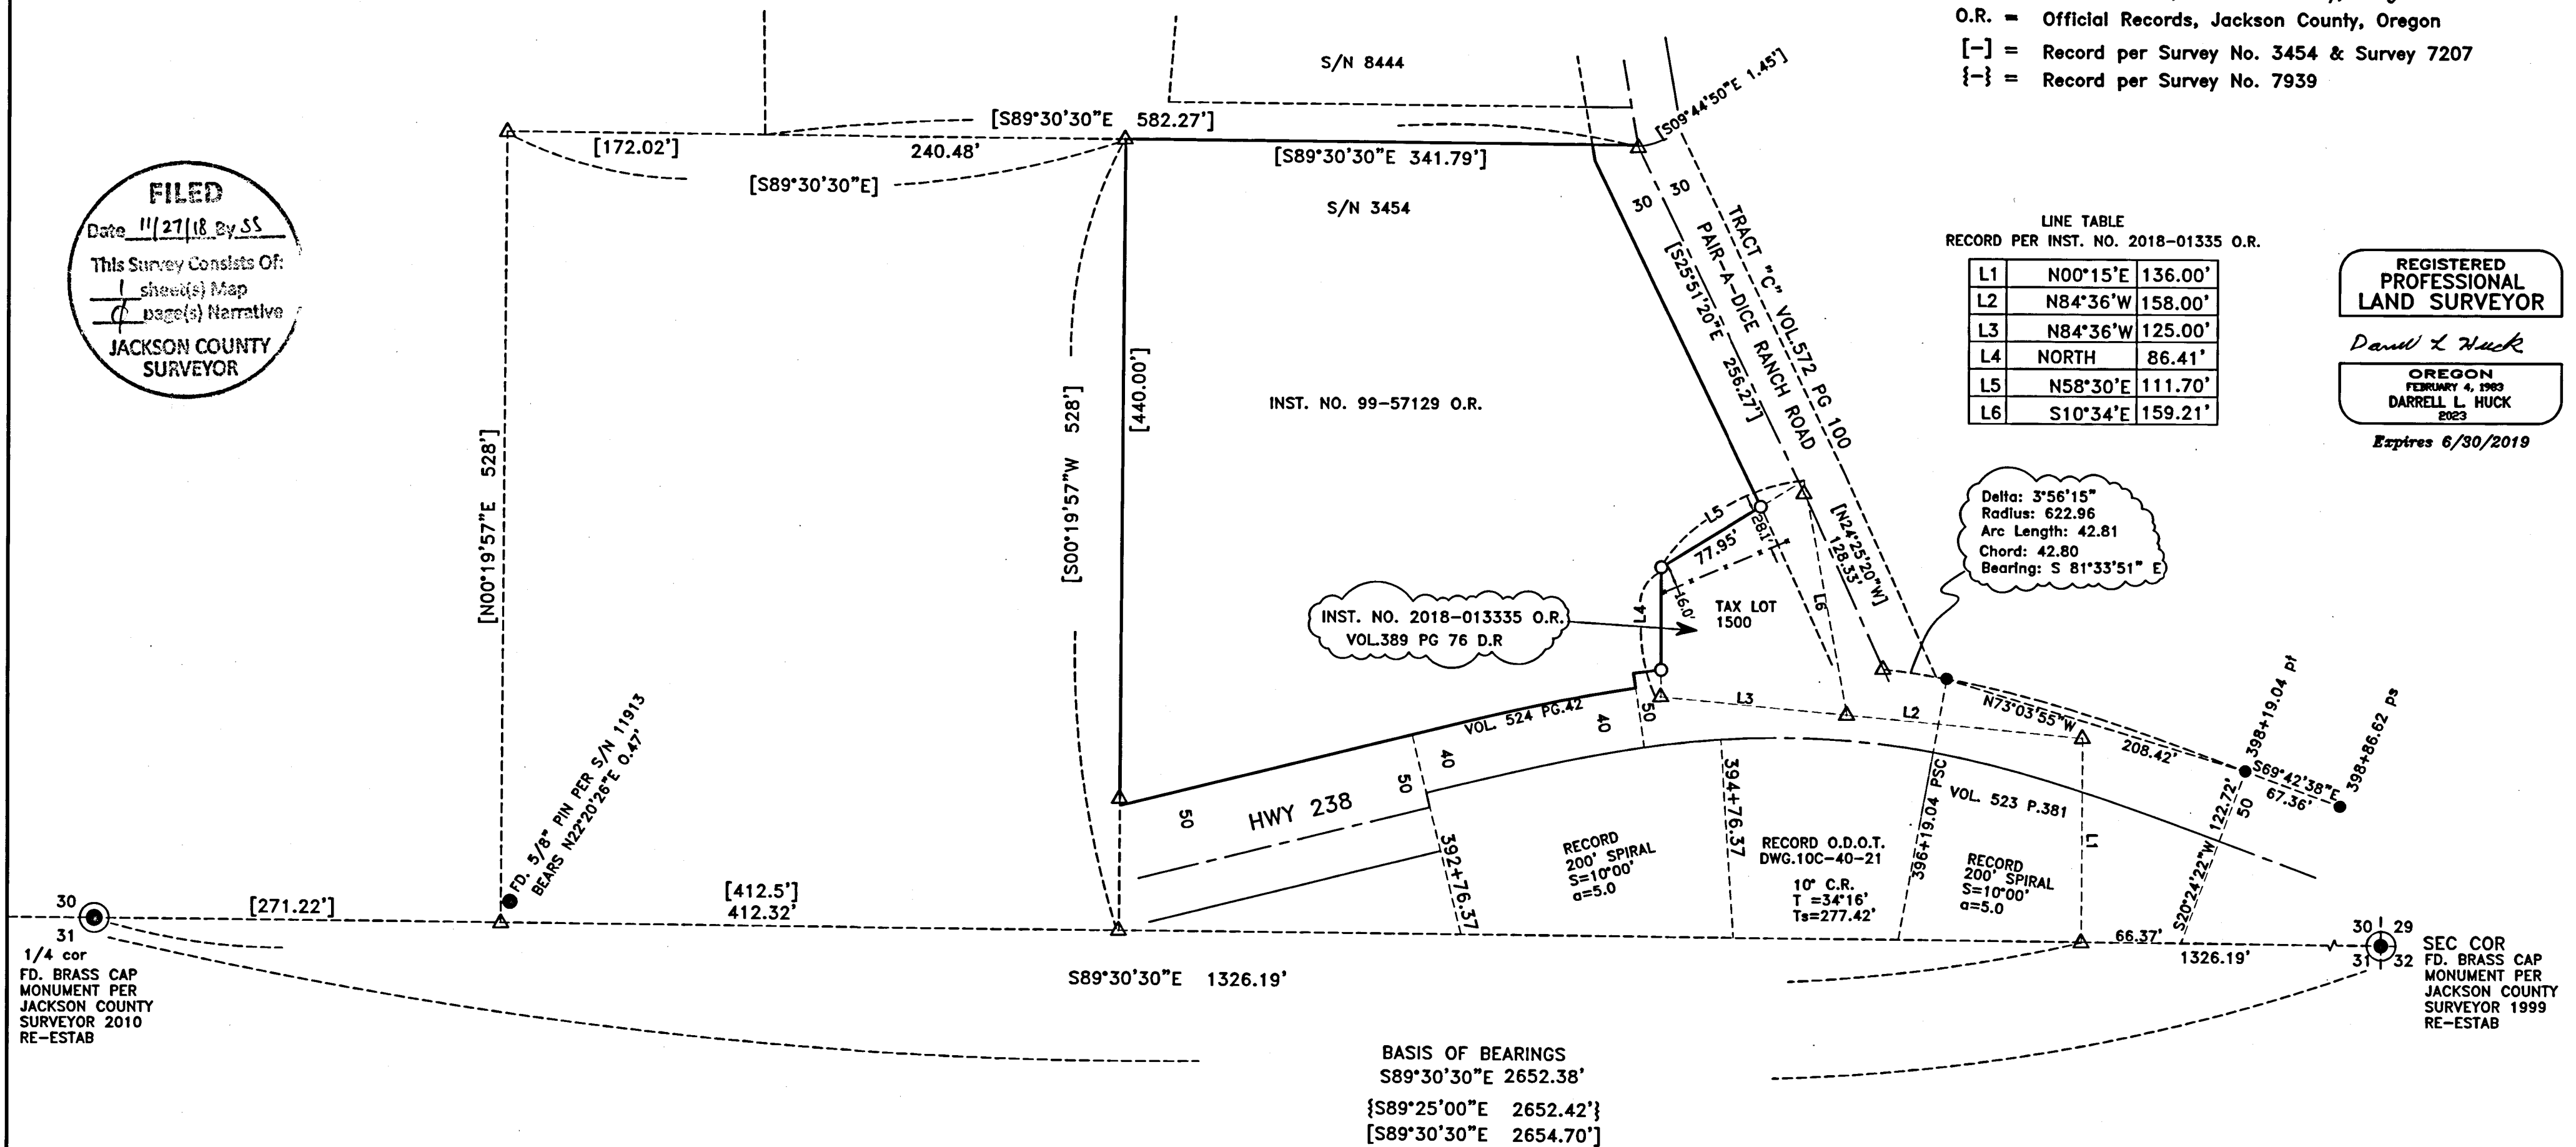 O.R. = Official Records, Jackson County, Oregon
[-] = Record per Survey No. 3454 & Survey 7207
{-} = Record per Survey No. 7939
S/N 8444
[S09°44'50"E 1.45']
[S89°30'30"E 582.27']
[172.02']
240.48'
[S89°30'30"E 341.79']
[S89°30'30"E]
S/N 3454
30
30
FILED
Date 11/27/18 By SS
This Survey Consists Of:
1 sheet(s) Map
page(s) Narrative
JACKSON COUNTY
SURVEYOR
TRACT "C" VOL.572 PG 100
PAIR-A-DICE RANCH ROAD
[S25°51'20"E 256.27']
LINE TABLE
RECORD PER INST. NO. 2018-01335 O.R.
L1 N00°15'E 136.00'
L2 N84°36'W 158.00'
L3 N84°36'W 125.00'
L4 NORTH 86.41'
L5 N58°30'E 111.70'
L6 S10°34'E 159.21'
REGISTERED
PROFESSIONAL
LAND SURVEYOR
Darrell L Huck
OREGON
FEBRUARY 4, 1983
DARRELL L. HUCK
2023
Expires 6/30/2019
[N00°19'57"E 528']
[S00°19'57"W 528']
[440.00']
INST. NO. 99-57129 O.R.
L5
28.1'
77.95'
[N24°25'20"W]
128.33'
Delta: 3°56'15"
Radius: 622.96
Arc Length: 42.81
Chord: 42.80
Bearing: S 81°33'51" E
INST. NO. 2018-013335 O.R.
VOL.389 PG 76 D.R
L4
16.0'
TAX LOT
1500
L6
L3
L2
VOL. 524 PG.42
50
40
40
50
50
HWY 238
N73°03'55"W
208.42'
398+19.04 pt
398+86.62 ps
S69°42'38"E
67.36'
FD. 5/8" PIN PER S/N 11913
BEARS N22°20'26"E 0.47'
392+76.37
RECORD
200' SPIRAL
S=10°00'
a=5.0
394+76.37
RECORD O.D.O.T.
DWG.10C-40-21
10° C.R.
T =34°16'
Ts=277.42'
396+19.04 PSC
VOL. 523 P.381
RECORD
200' SPIRAL
S=10°00'
a=5.0
L1
S20°24'22"W 122.72'
50
[271.22']
[412.5']
412.32'
66.37'
1326.19'
30
31
1/4 cor
FD. BRASS CAP
MONUMENT PER
JACKSON COUNTY
SURVEYOR 2010
RE-ESTAB
S89°30'30"E 1326.19'
30 29
31 32
SEC COR
FD. BRASS CAP
MONUMENT PER
JACKSON COUNTY
SURVEYOR 1999
RE-ESTAB
BASIS OF BEARINGS
S89°30'30"E 2652.38'
{S89°25'00"E 2652.42'}
[S89°30'30"E 2654.70']